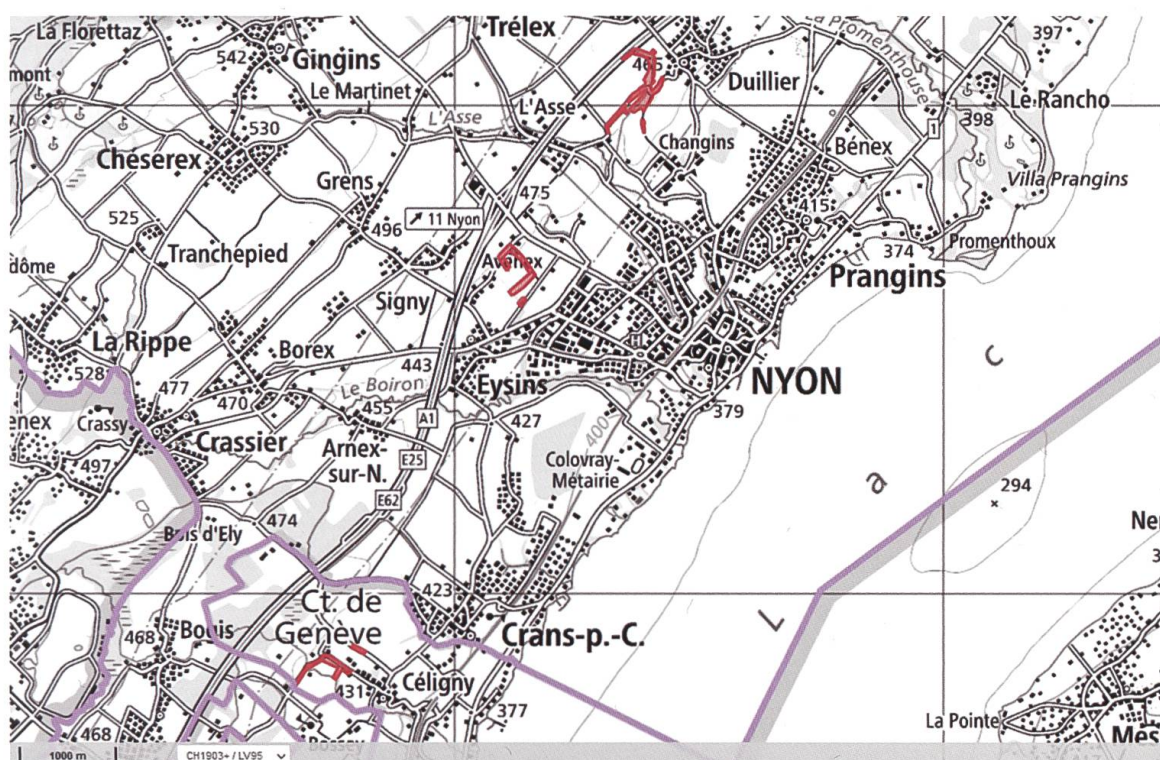 La Florettaz
542
Gingins
Trélex
465
Duillier
La Promenthouse
397
mont
Le Martinet
L'Asse
L'Asse
1
398
Le Rancho
530
Chéserex
Changins
Bénex
Villa Prangins
Grens
475
525
11 Nyon
496
415
374
Promenthoux
Tranchepied
Avenex
Prangins
dôme
Signy
La Rippe
528
Borex
443
Le Boiron
Eysins
NYON
c
477
470
455
427
379
Crassy
enex
A1
Crassier
Arnex-
sur-N.
E25
400
497
Colovray-
Métairie
a
294
E62
474
Bois d'Ely
Ne
3
Ct. de
Genève
423
L
Crans-p.-C.
468
Bogis
431
Céligny
377
468
La Pointe
Mes
Bossey
1000 m
CH1903+ / LV95